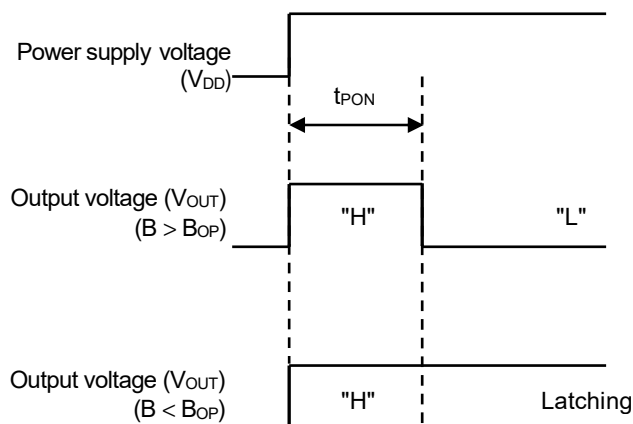 Power supply voltage
(VDD)
tPON
Output voltage (VOUT)
(B > BOP)
"H"
"L"
Output voltage (VOUT)
(B < BOP)
"H"
Latching